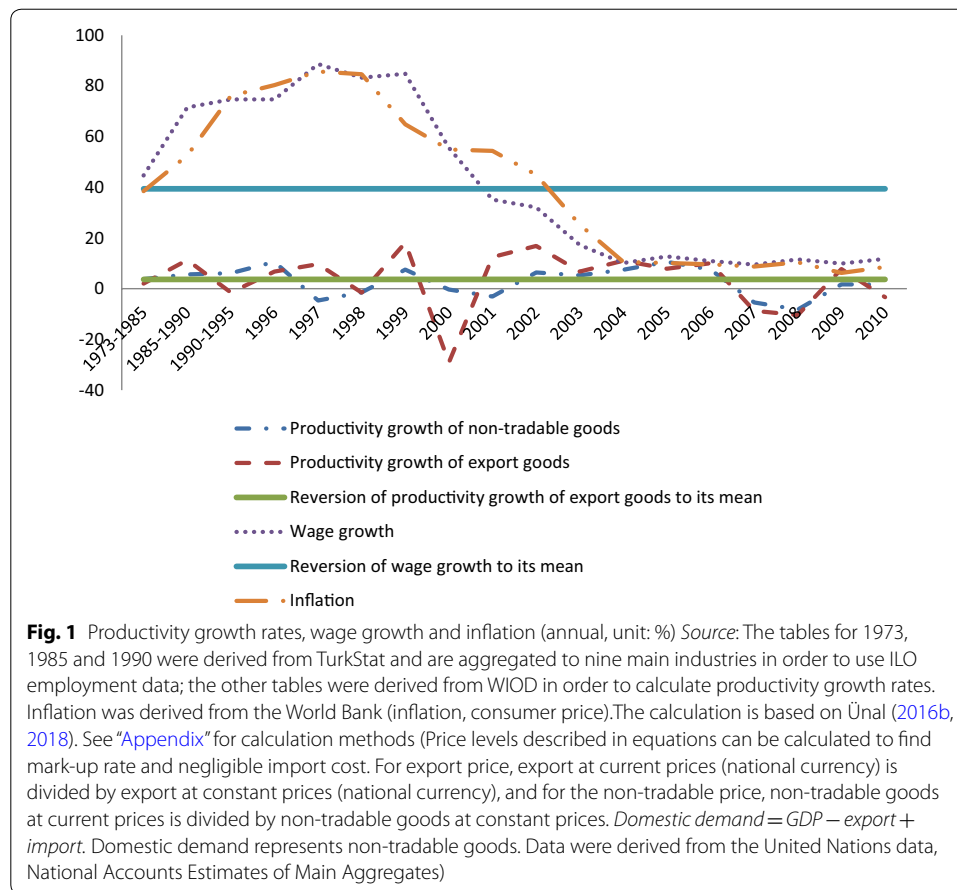 100
80
60
40
20
0
-20
-40
1973-1985
1985-1990
1990-1995
1996
1997
1998
1999
2000
2001
2002
2003
2004
2005
2006
2007
2008
2009
2010
Productivity growth of non-tradable goods
Productivity growth of export goods
Reversion of productivity growth of export goods to its mean
Wage growth
Reversion of wage growth to its mean
Inflation
Fig. 1 Productivity growth rates, wage growth and inflation (annual, unit: %) Source: The tables for 1973,
1985 and 1990 were derived from TurkStat and are aggregated to nine main industries in order to use ILO
employment data; the other tables were derived from WIOD in order to calculate productivity growth rates.
Inflation was derived from the World Bank (inflation, consumer price).The calculation is based on Ünal (2016b,
2018). See “Appendix” for calculation methods (Price levels described in equations can be calculated to find
mark-up rate and negligible import cost. For export price, export at current prices (national currency) is
divided by export at constant prices (national currency), and for the non-tradable price, non-tradable goods
at current prices is divided by non-tradable goods at constant prices. Domestic demand = GDP − export +
import. Domestic demand represents non-tradable goods. Data were derived from the United Nations data,
National Accounts Estimates of Main Aggregates)